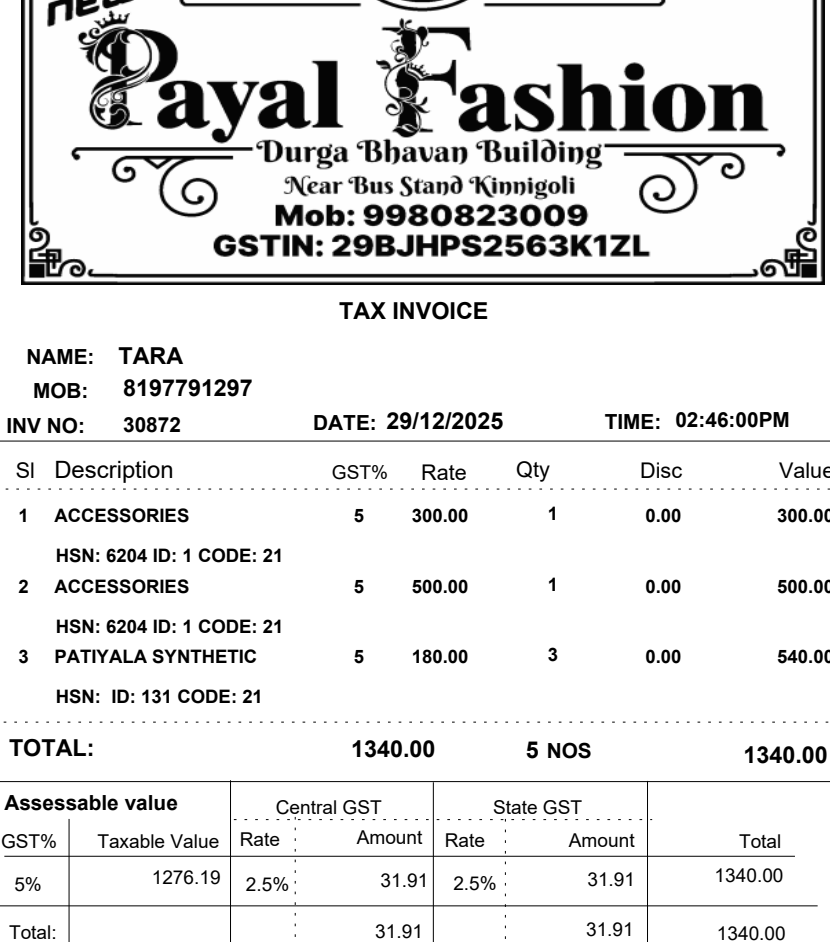 new
Payal Fashion
Durga Bhavan Building
Near Bus Stand Kinnigoli
Mob: 9980823009
GSTIN: 29BJHPS2563K1ZL
TAX INVOICE
NAME: TARA
MOB: 8197791297
INV NO: 30872 DATE: 29/12/2025 TIME: 02:46:00PM
Sl Description GST% Rate Qty Disc Value
1 ACCESSORIES 5 300.00 1 0.00 300.00
HSN: 6204 ID: 1 CODE: 21
2 ACCESSORIES 5 500.00 1 0.00 500.00
HSN: 6204 ID: 1 CODE: 21
3 PATIYALA SYNTHETIC 5 180.00 3 0.00 540.00
HSN: ID: 131 CODE: 21
TOTAL: 1340.00 5 NOS 1340.00
Assessable value Central GST State GST
GST% Taxable Value Rate Amount Rate Amount Total
5% 1276.19 2.5% 31.91 2.5% 31.91 1340.00
Total: 31.91 31.91 1340.00